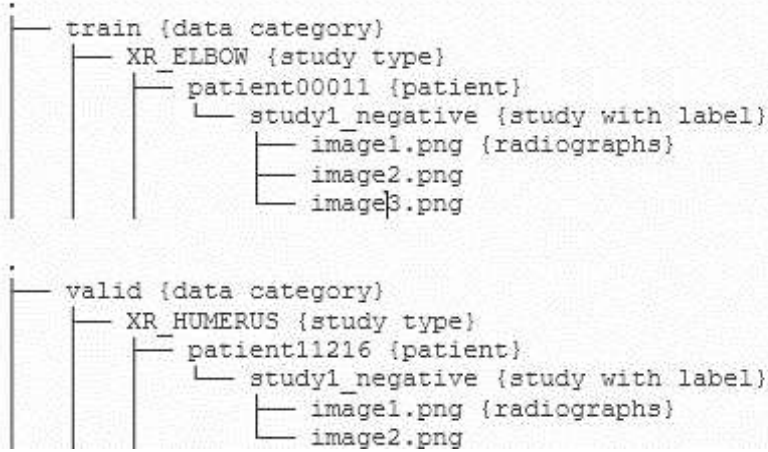 .
├── train {data category}
├── XR_ELBOW {study type}
├── patient00011 {patient}
└── study1_negative {study with label}
├── image1.png {radiographs}
├── image2.png
└── image3.png
.
├── valid {data category}
├── XR_HUMERUS {study type}
├── patient11216 {patient}
└── study1_negative {study with label}
├── image1.png {radiographs}
└── image2.png